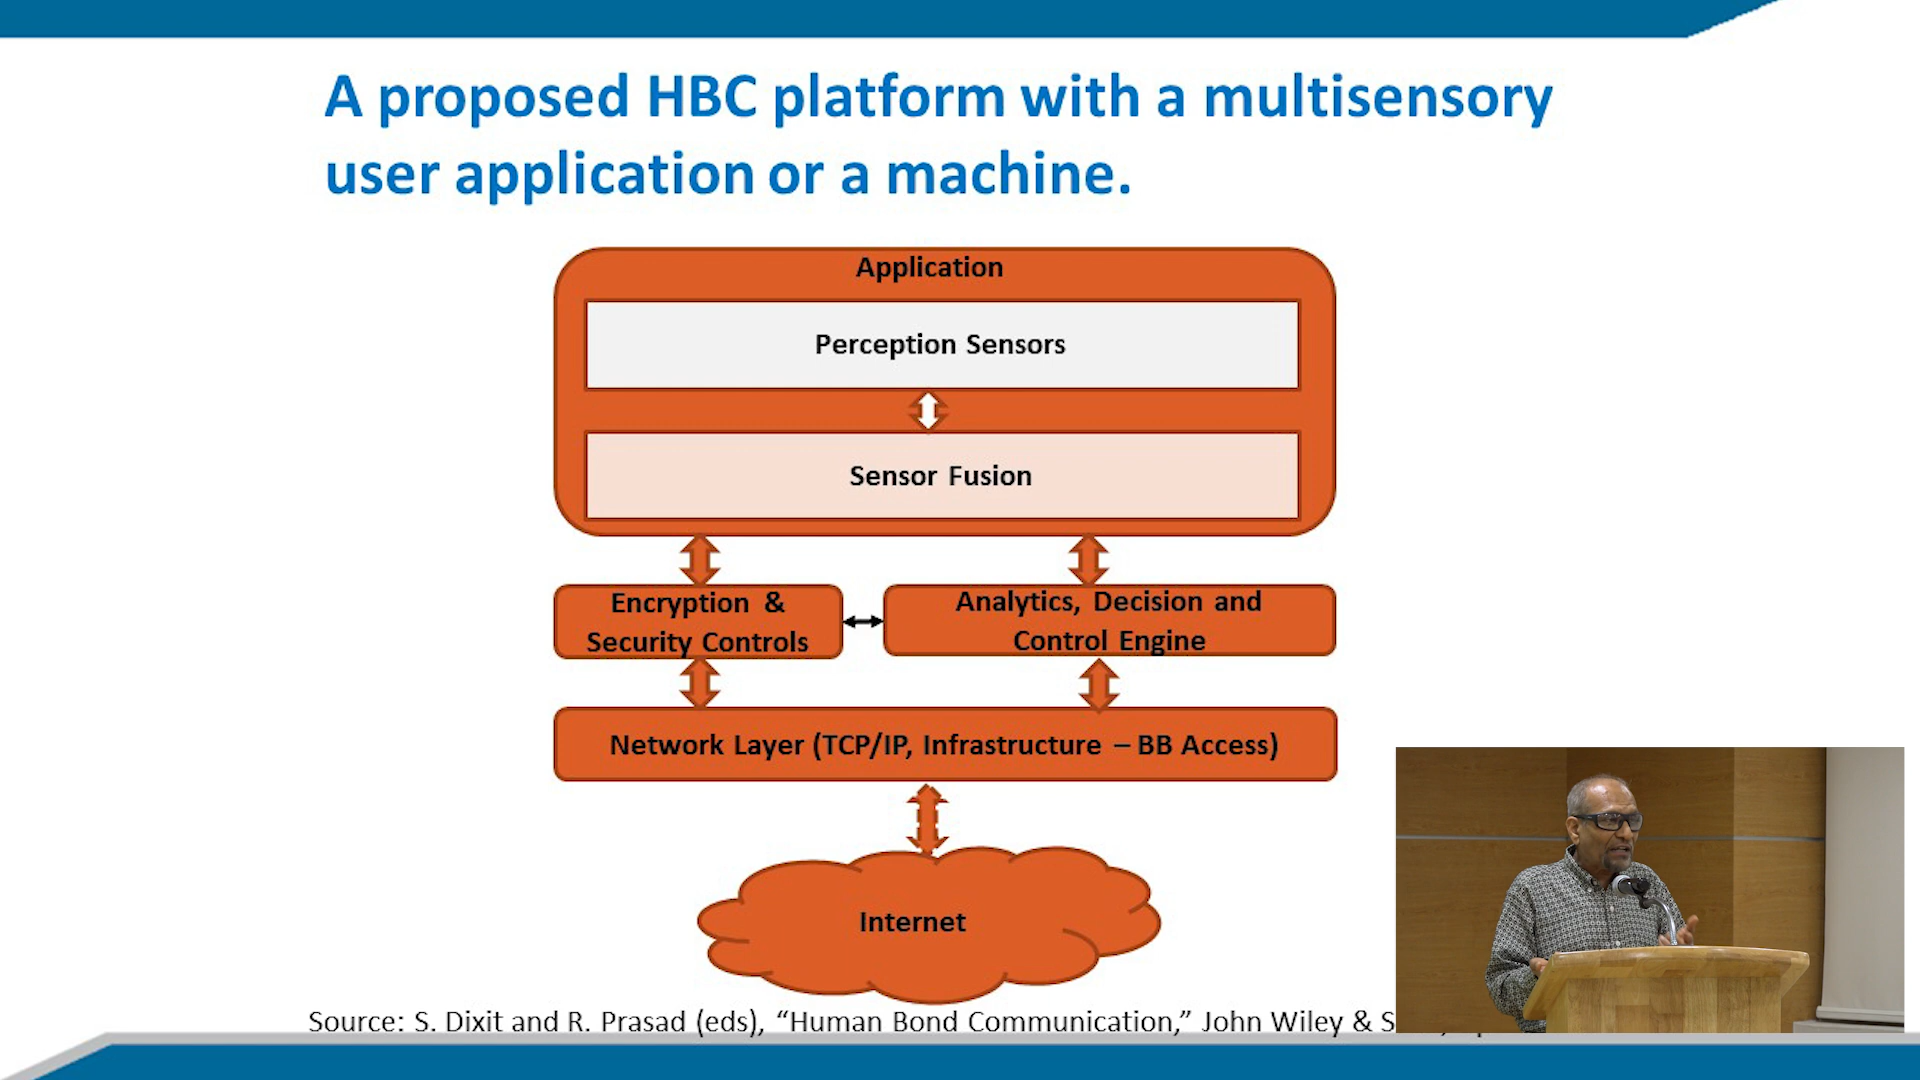 A proposed HBC platform with a multisensory
user application or a machine.
Application
Perception Sensors
Sensor Fusion
Encryption &
Security Controls
Analytics, Decision and
Control Engine
Network Layer (TCP/IP, Infrastructure – BB Access)
Internet
Source: S. Dixit and R. Prasad (eds), “Human Bond Communication,” John Wiley &